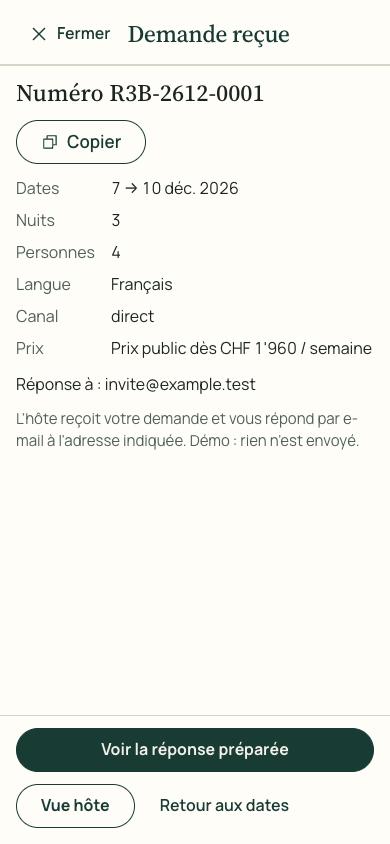 Fermer Demande reçue
Numéro R3B-2612-0001
Copier
Dates 7 → 10 déc. 2026
Nuits 3
Personnes 4
Langue Français
Canal direct
Prix Prix public dès CHF 1'960 / semaine
Réponse à : invite@example.test
L'hôte reçoit votre demande et vous répond par e-
mail à l'adresse indiquée. Démo : rien n'est envoyé.
Voir la réponse préparée
Vue hôte Retour aux dates